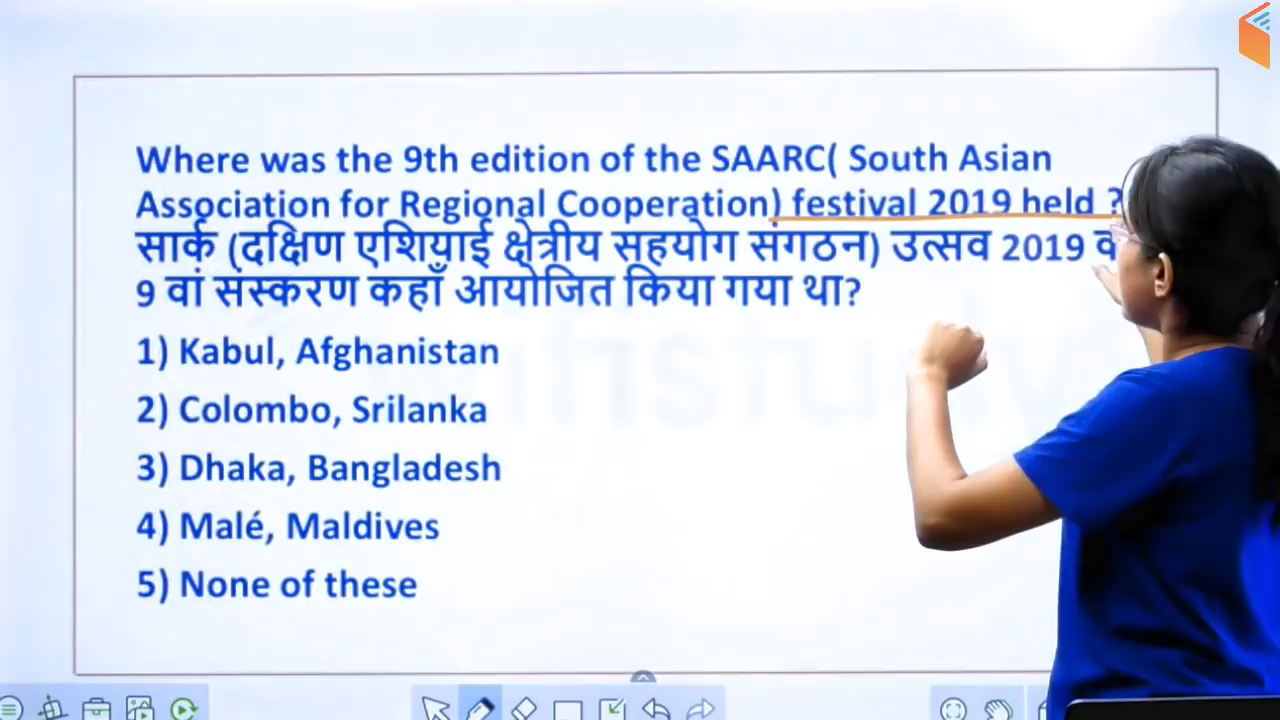 Where was the 9th edition of the SAARC( South Asian
Association for Regional Cooperation) festival 2019 held ?
सार्क (दक्षिण एशियाई क्षेत्रीय सहयोग संगठन) उत्सव 2019
9 वां संस्करण कहाँ आयोजित किया गया था?
1) Kabul, Afghanistan
2) Colombo, Srilanka
3) Dhaka, Bangladesh
4) Malé, Maldives
5) None of these